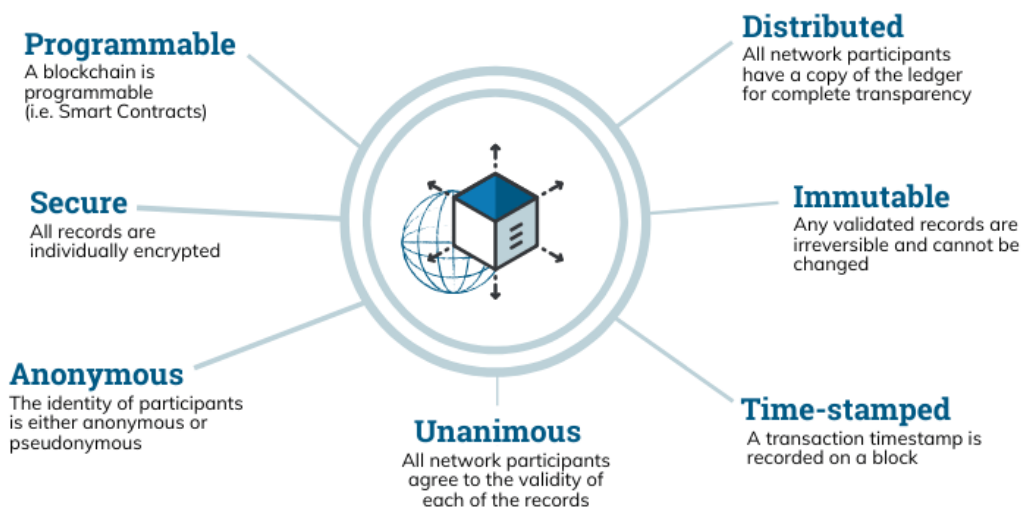 Programmable
A blockchain is
programmable
(i.e. Smart Contracts)
Secure
All records are
individually encrypted
Anonymous
The identity of participants
is either anonymous or
pseudonymous
Unanimous
All network participants
agree to the validity of
each of the records
Distributed
All network participants
have a copy of the ledger
for complete transparency
Immutable
Any validated records are
irreversible and cannot be
changed
Time-stamped
A transaction timestamp is
recorded on a block